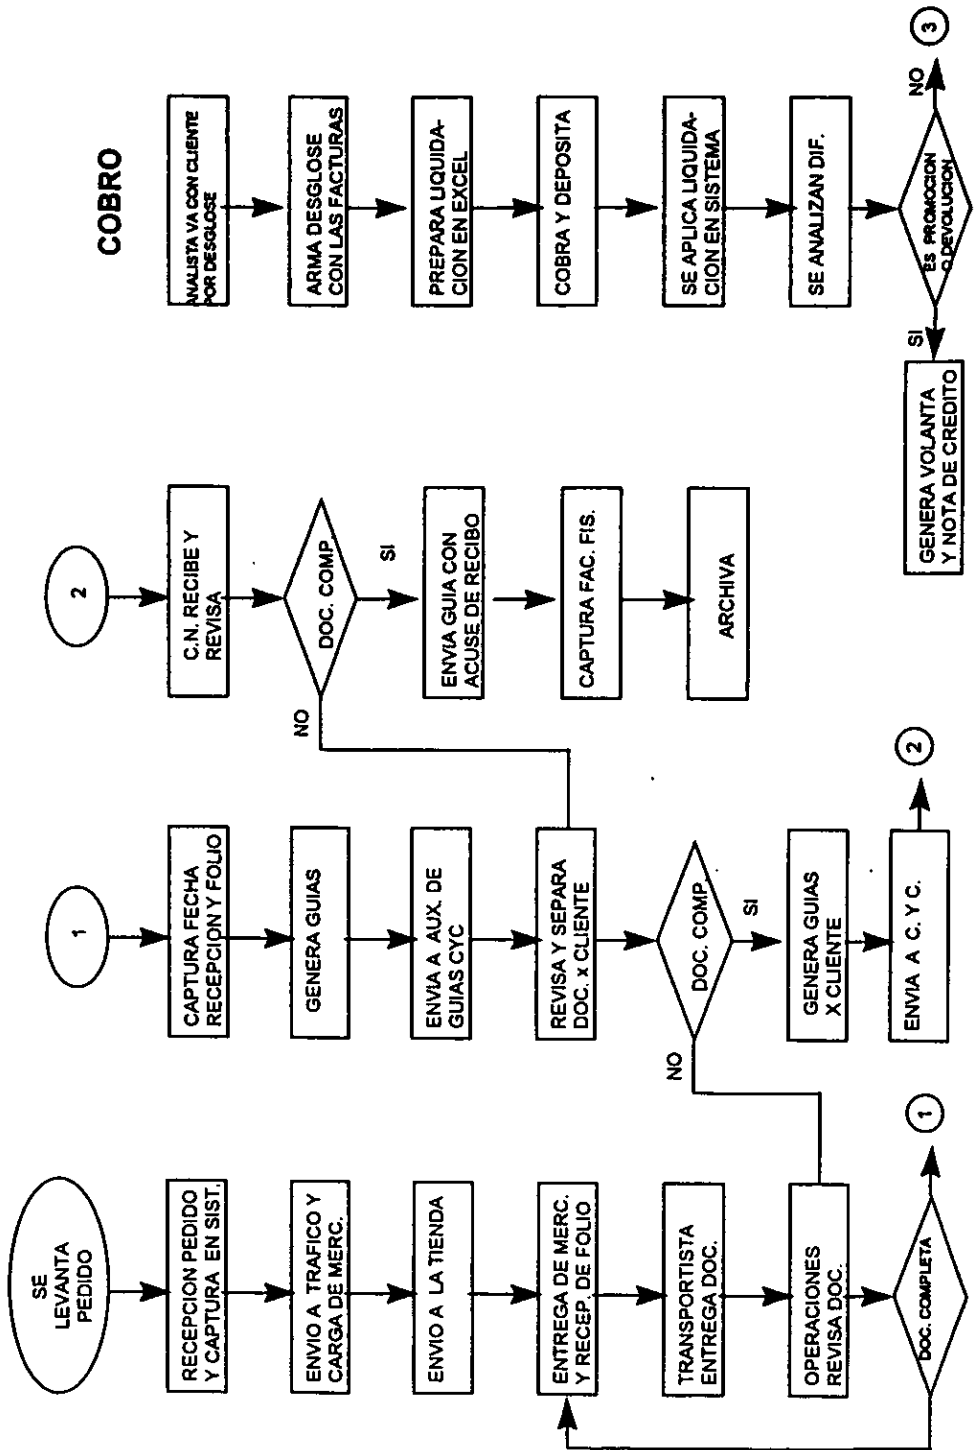 SE
LEVANTA
PEDIDO
RECEPCION PEDIDO
Y CAPTURA EN SIST.
ENVIO A TRAFICO Y
CARGA DE MERC.
ENVIO A LA TIENDA
ENTREGA DE MERC.
Y RECEP. DE FOLIO
TRANSPORTISTA
ENTREGA DOC.
OPERACIONES
REVISA DOC.
DOC. COMPLETA
1
1
CAPTURA FECHA
RECEPCION Y FOLIO
GENERA GUIAS
ENVIA A AUX. DE
GUIAS CYC
REVISA Y SEPARA
DOC. x CLIENTE
DOC. COMP.
NO
SI
GENERA GUIAS
X CLIENTE
ENVIA A C. Y C.
2
2
C.N. RECIBE Y
REVISA
DOC. COMP.
NO
SI
ENVIA GUIA CON
ACUSE DE RECIBO
CAPTURA FAC. FIS.
ARCHIVA
COBRO
ANALISTA VA CON CLIENTE
POR DESGLOSE
ARMA DESGLOSE
CON LAS FACTURAS
PREPARA LIQUIDA-
CION EN EXCEL
COBRA Y DEPOSITA
SE APLICA LIQUIDA-
CION EN SISTEMA
SE ANALIZAN DIF.
ES PROMOCION
O DEVOLUCION
SI
NO
GENERA VOLANTA
Y NOTA DE CREDITO
3